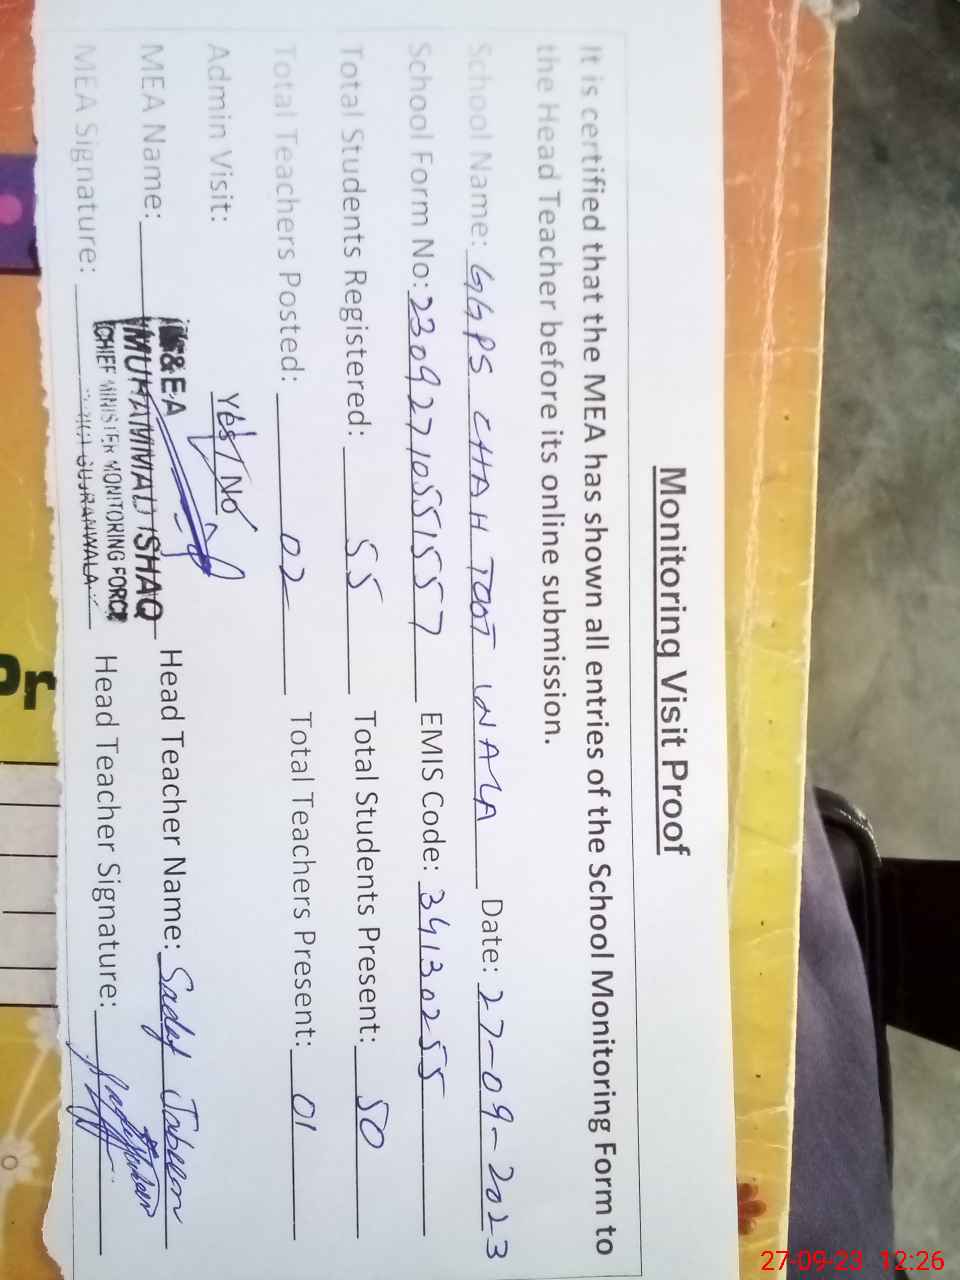 Monitoring Visit Proof
It is certified that the MEA has shown all entries of the School Monitoring Form to
the Head Teacher before its online submission.
School Name: GGPS CHAH TOOT WALA Date: 27-09-2023
School Form No: 23092710551557 EMIS Code: 34130255
Total Students Registered: 55 Total Students Present: 50
Total Teachers Posted: 02 Total Teachers Present: 01
Admin Visit: Yes/No
MEA Name: Head Teacher Name: Sadaf Jabeen
MEA Signature: Head Teacher Signature:
M&EA
MUHAMMAD ISHAQ
CHIEF MINISTER MONITORING FORCE
GUJRANWALA
or
27-09-23 12:26